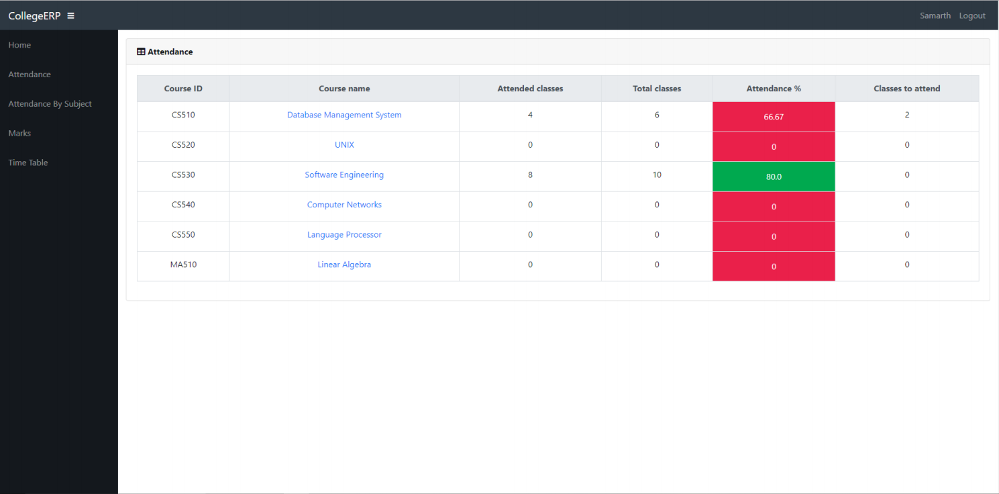 CollegeERP Samarth Logout
Home
Attendance
Attendance By Subject
Marks
Time Table
Attendance
Course ID Course name Attended classes Total classes Attendance % Classes to attend
CS510 Database Management System 4 6 66.67 2
CS520 UNIX 0 0 0 0
CS530 Software Engineering 8 10 80.0 0
CS540 Computer Networks 0 0 0 0
CS550 Language Processor 0 0 0 0
MA510 Linear Algebra 0 0 0 0